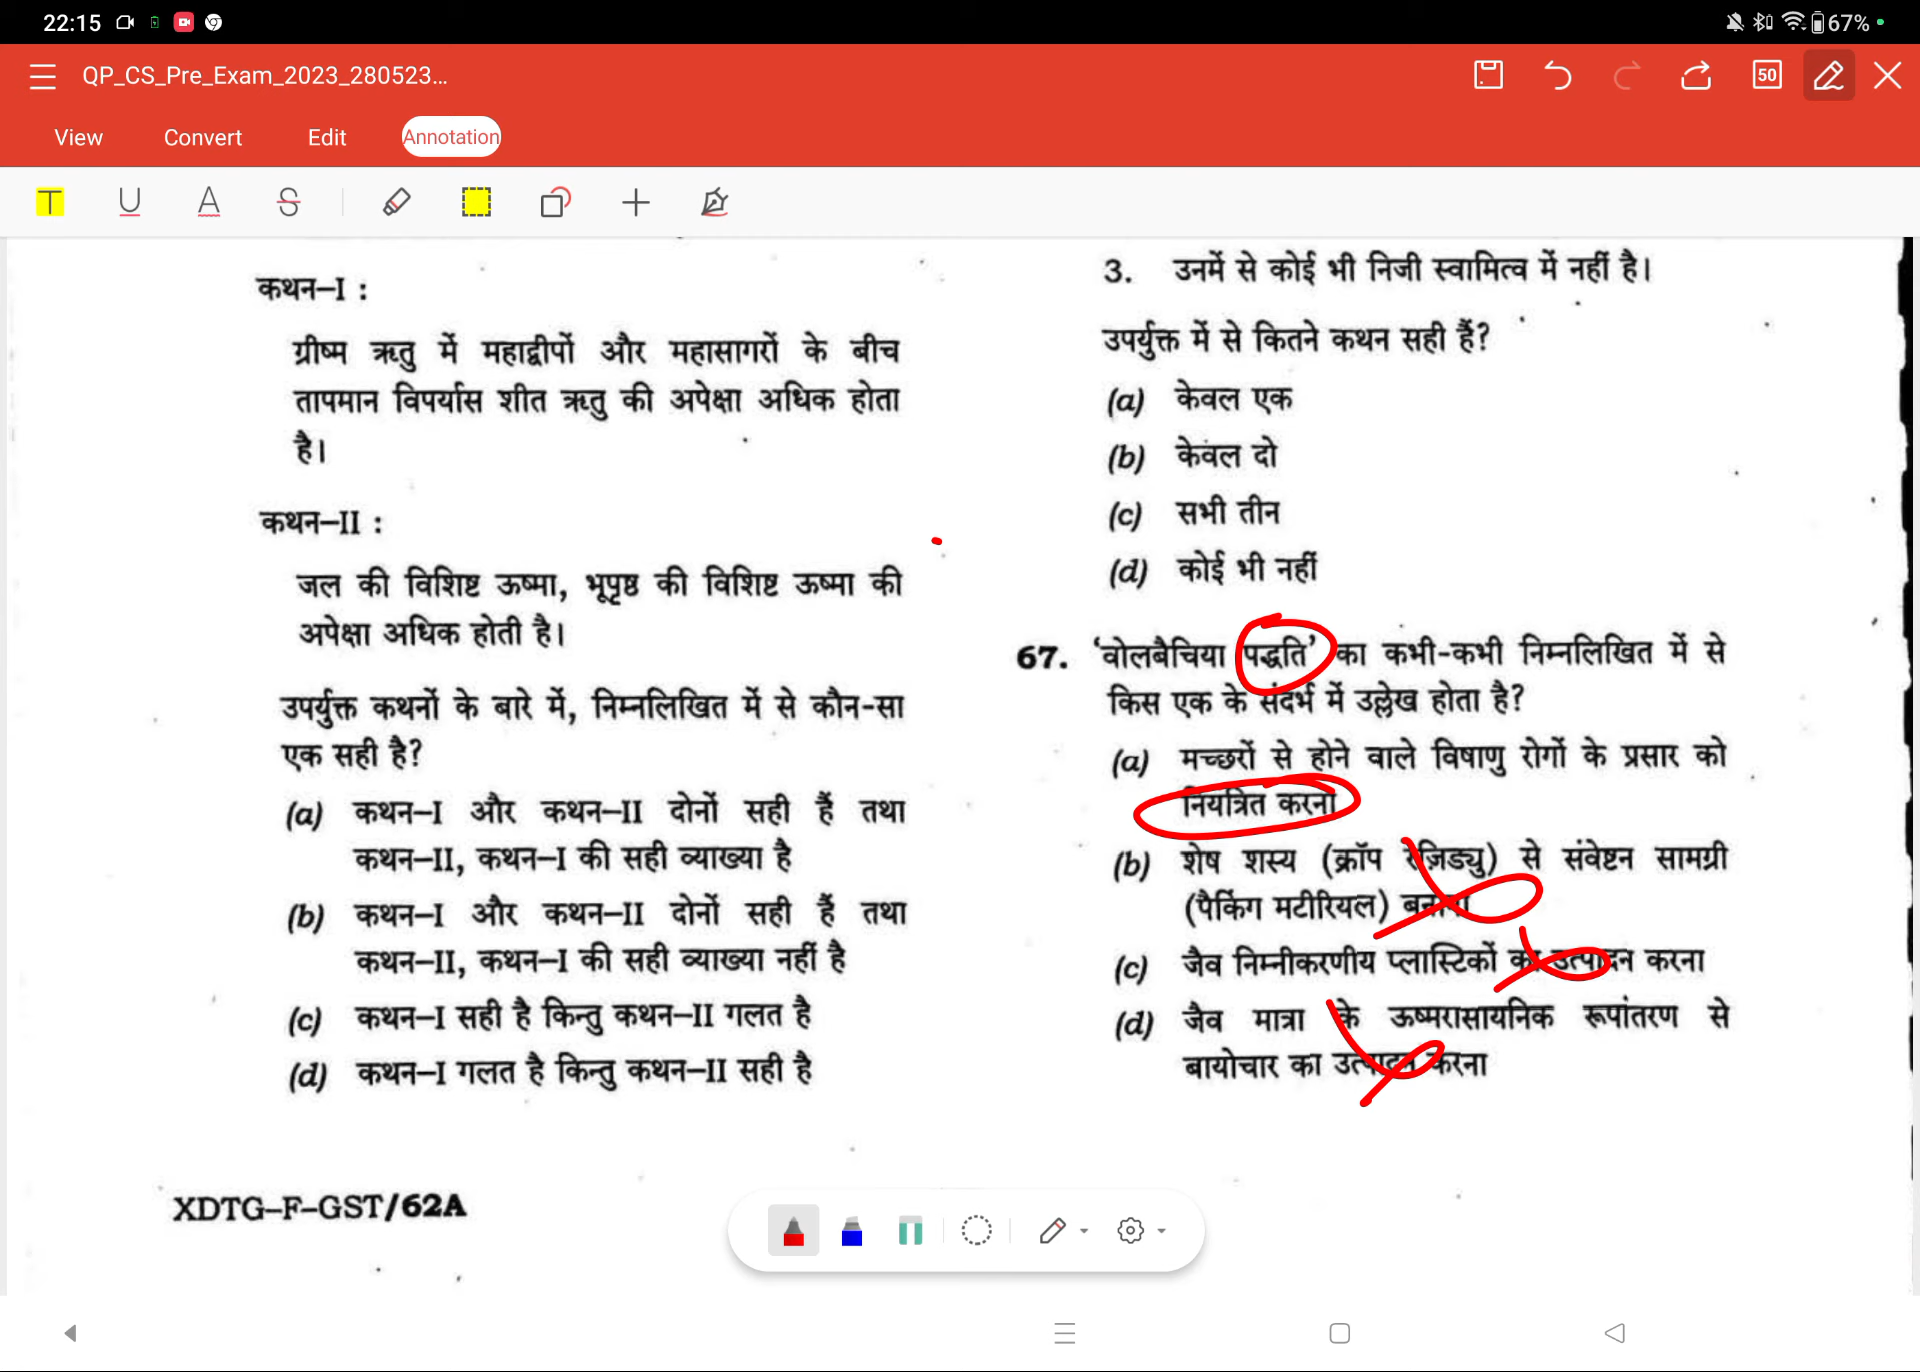 22:15
67%
QP_CS_Pre_Exam_2023_280523...
50
View Convert Edit Annotation
T U A S
कथन–I :
ग्रीष्म ऋतु में महाद्वीपों और महासागरों के बीच
तापमान विपर्यास शीत ऋतु की अपेक्षा अधिक होता
है।
कथन–II :
जल की विशिष्ट ऊष्मा, भूपृष्ठ की विशिष्ट ऊष्मा की
अपेक्षा अधिक होती है।
उपर्युक्त कथनों के बारे में, निम्नलिखित में से कौन-सा
एक सही है?
(a) कथन–I और कथन–II दोनों सही हैं तथा
कथन–II, कथन–I की सही व्याख्या है
(b) कथन–I और कथन–II दोनों सही हैं तथा
कथन–II, कथन–I की सही व्याख्या नहीं है
(c) कथन–I सही है किन्तु कथन–II गलत है
(d) कथन–I गलत है किन्तु कथन–II सही है
XDTG–F–GST/62A
3. उनमें से कोई भी निजी स्वामित्व में नहीं है।
उपर्युक्त में से कितने कथन सही हैं?
(a) केवल एक
(b) केवल दो
(c) सभी तीन
(d) कोई भी नहीं
67. ‘वोलबैचिया पद्धति’ का कभी-कभी निम्नलिखित में से
किस एक के संदर्भ में उल्लेख होता है?
(a) मच्छरों से होने वाले विषाणु रोगों के प्रसार को
नियंत्रित करना
(b) शेष शस्य (क्रॉप रेज़िड्यु) से संवेष्टन सामग्री
(पैकिंग मटीरियल) बनाना
(c) जैव निम्नीकरणीय प्लास्टिकों का उत्पादन करना
(d) जैव मात्रा के ऊष्मरासायनिक रूपांतरण से
बायोचार का उत्पादन करना